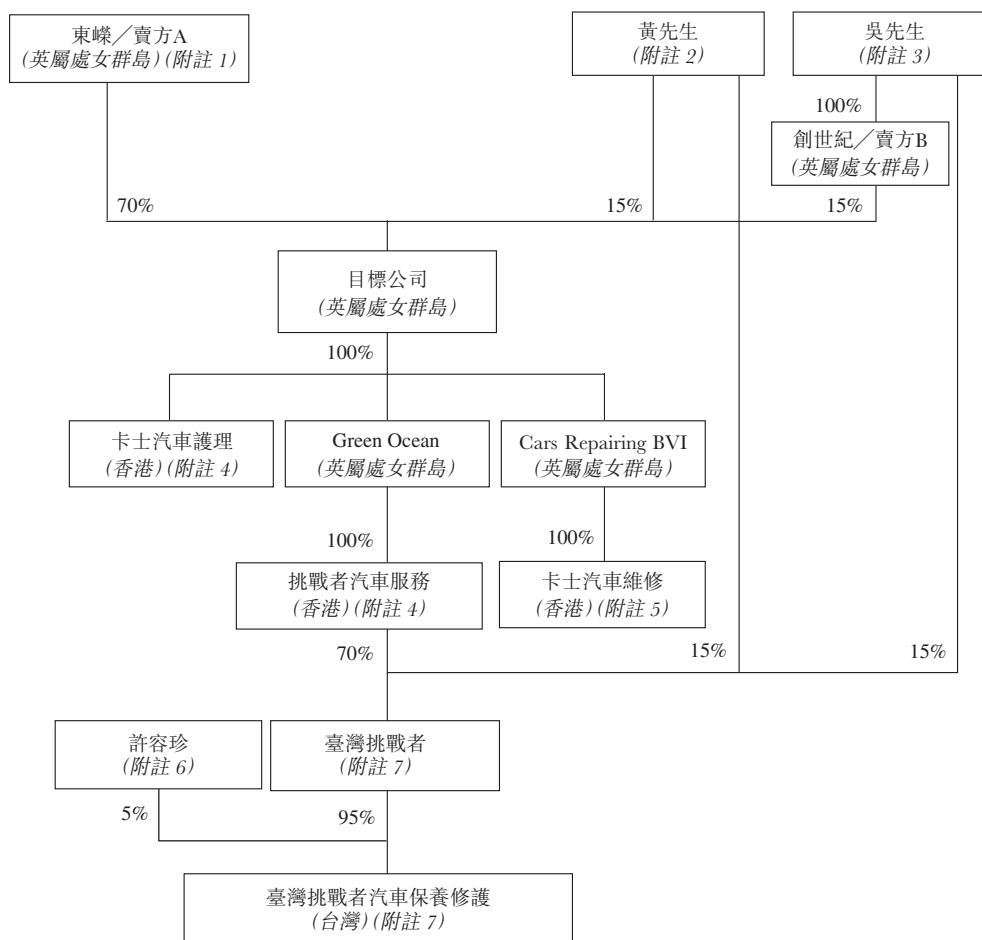 東嶸／賣方A
(英屬處女群島) (附註 1)
黃先生
(附註 2)
吳先生
(附註 3)
100%
創世紀／賣方B
(英屬處女群島)
70%
15%
15%
目標公司
(英屬處女群島)
100%
卡士汽車護理
(香港) (附註 4)
Green Ocean
(英屬處女群島)
Cars Repairing BVI
(英屬處女群島)
100%
100%
挑戰者汽車服務
(香港) (附註 4)
卡士汽車維修
(香港) (附註 5)
70%
15%
15%
許容珍
(附註 6)
臺灣挑戰者
(附註 7)
5%
95%
臺灣挑戰者汽車保養修護
(台灣) (附註 7)